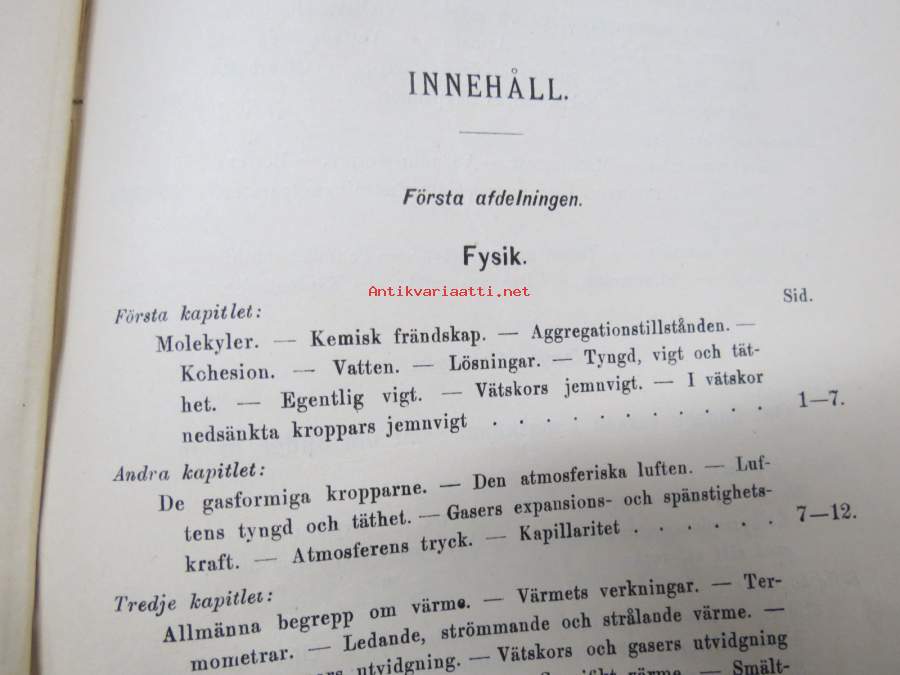 INNEHÅLL.
Första afdelningen.
Fysik.
Antikvariaatti.net
Sid.
Första kapitlet:
Molekyler. — Kemisk frändskap. — Aggregationstillstånden. —
Kohesion. — Vatten. — Lösningar. — Tyngd, vigt och tät-
het. — Egentlig vigt. — Vätskors jemnvigt. — I vätskor
nedsänkta kroppars jemnvigt . . . . . . . . . . . 1—7.
Andra kapitlet:
De gasformiga kropparne. — Den atmosferiska luften. — Luf-
tens tyngd och täthet. — Gasers expansions- och spänstighets-
kraft. — Atmosferens tryck. — Kapillaritet . . . . . . 7—12.
Tredje kapitlet:
Allmänna begrepp om värme. — Värmets verkningar. — Ter-
mometrar. — Ledande, strömmande och strålande värme. —
utvidgning. — Vätskors och gasers utvidgning
värme. — Smält-